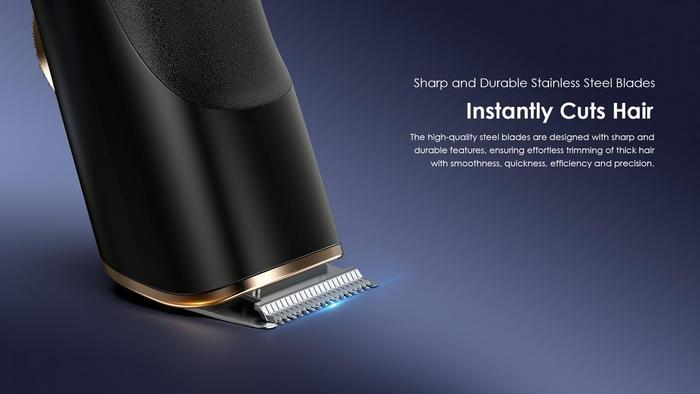 Sharp and Durable Stainless Steel Blades
Instantly Cuts Hair
The high-quality steel blades are designed with sharp and
durable features, ensuring effortless trimming of thick hair
with smoothness, quickness, efficiency and precision.